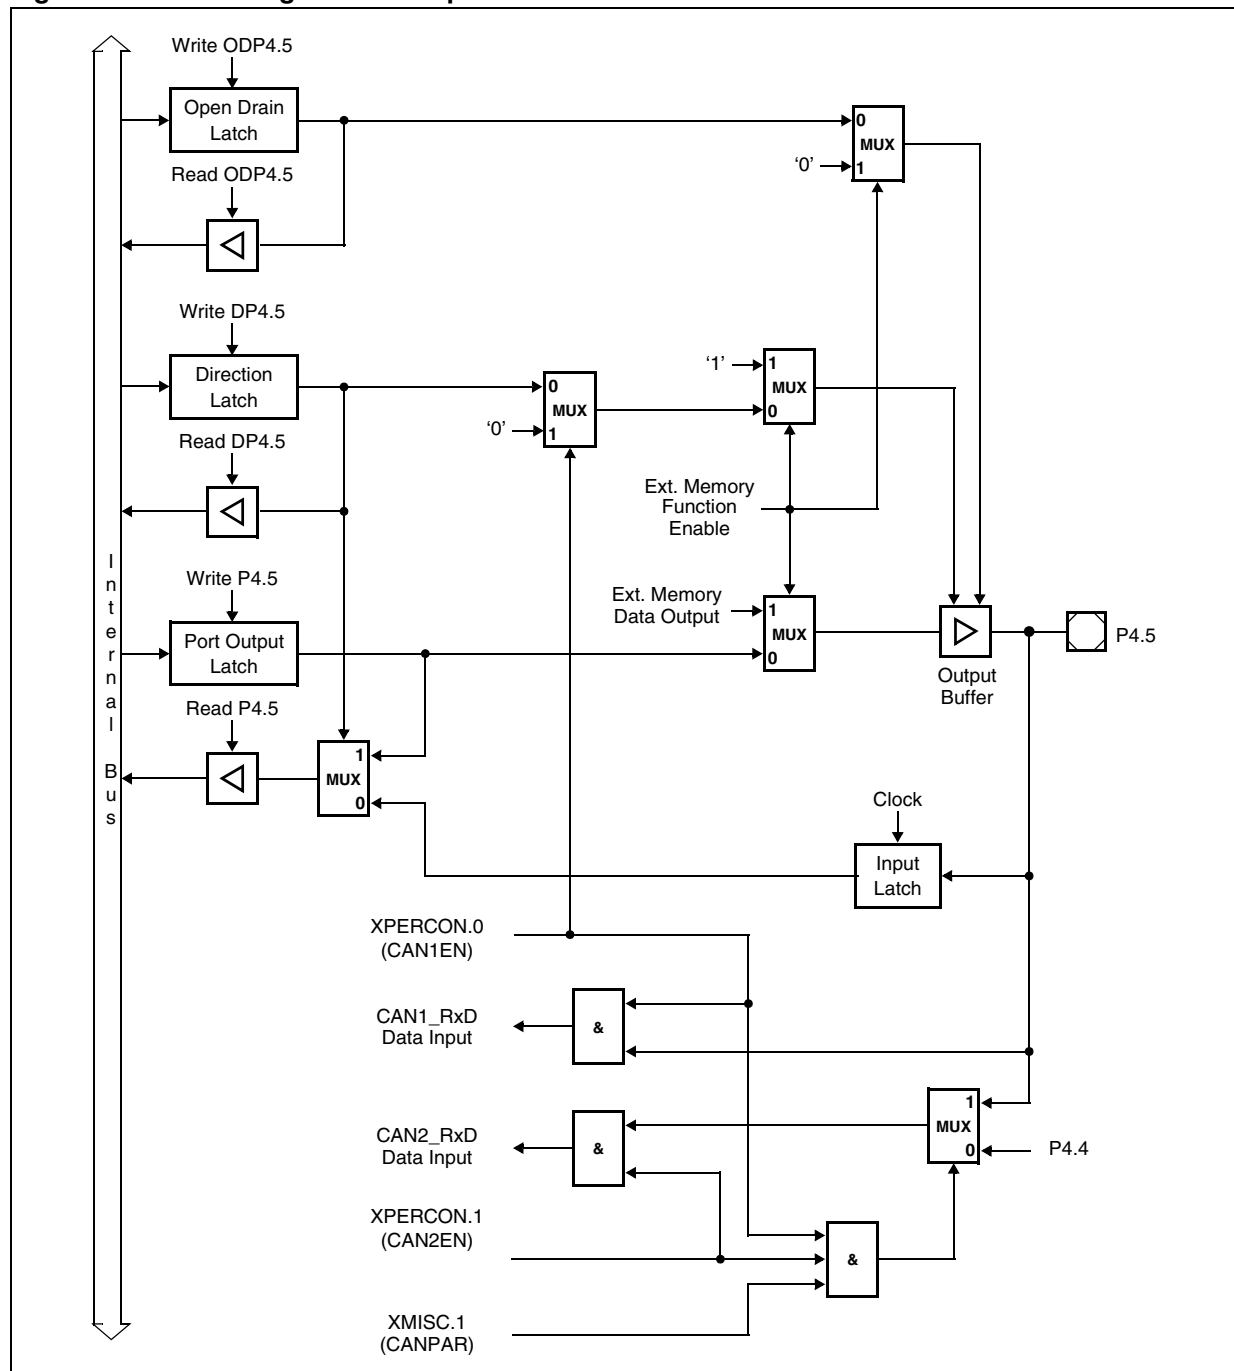 Write ODP4.5
Open Drain
Latch
Read ODP4.5
0
MUX
1
‘0’
Write DP4.5
Direction
Latch
Read DP4.5
0
MUX
1
‘0’
‘1’
1
MUX
0
Ext. Memory
Function
Enable
Internal Bus
Write P4.5
Port Output
Latch
Read P4.5
Ext. Memory
Data Output
1
MUX
0
Output
Buffer
P4.5
1
MUX
0
Clock
Input
Latch
XPERCON.0
(CAN1EN)
CAN1_RxD
Data Input
&
CAN2_RxD
Data Input
&
1
MUX
0
P4.4
XPERCON.1
(CAN2EN)
&
XMISC.1
(CANPAR)